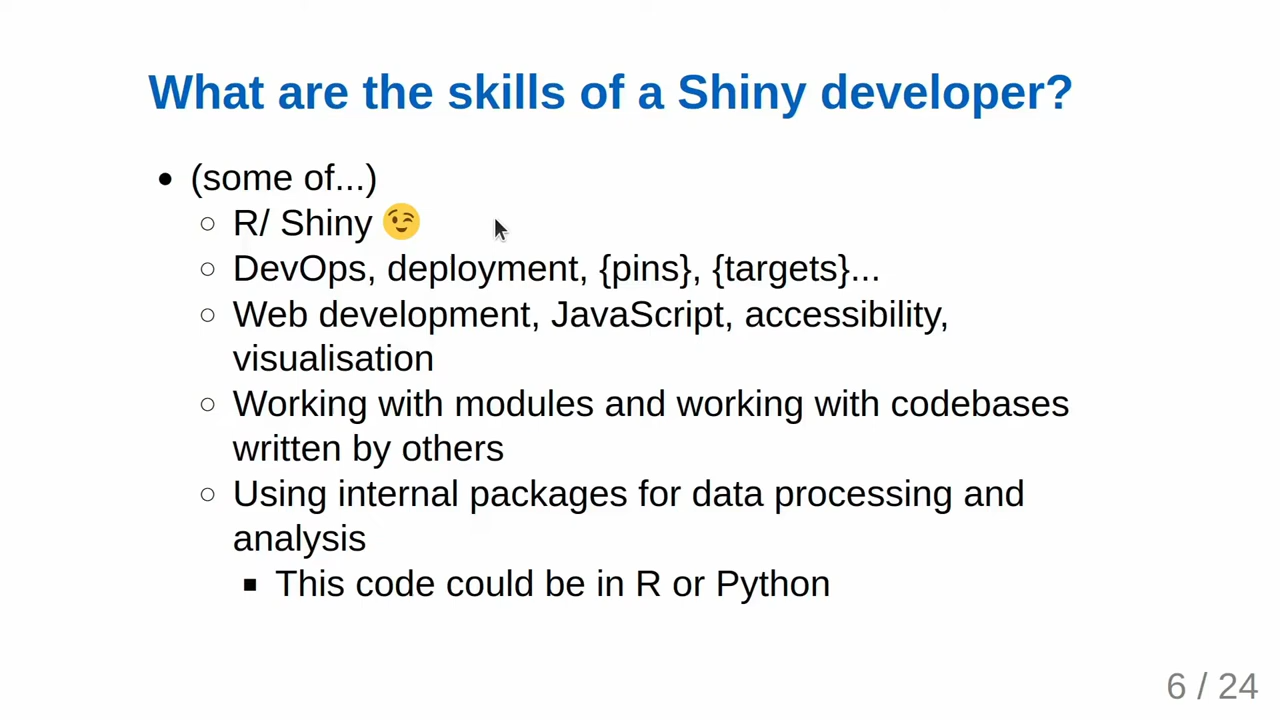 What are the skills of a Shiny developer?
(some of...)
R/ Shiny 😉
DevOps, deployment, {pins}, {targets}...
Web development, JavaScript, accessibility,
visualisation
Working with modules and working with codebases
written by others
Using internal packages for data processing and
analysis
This code could be in R or Python
6 / 24